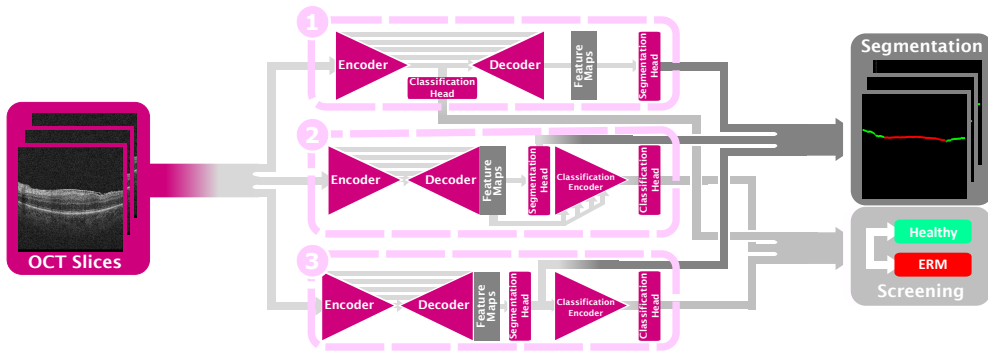 OCT Slices
1
Encoder
Classification
Head
Decoder
Feature
Maps
Segmentation
Head
2
Encoder
Decoder
Feature
Maps
Segmentation
Head
Classification
Encoder
Classification
Head
3
Encoder
Decoder
Feature
Maps
Segmentation
Head
Classification
Encoder
Classification
Head
Segmentation
Healthy
ERM
Screening